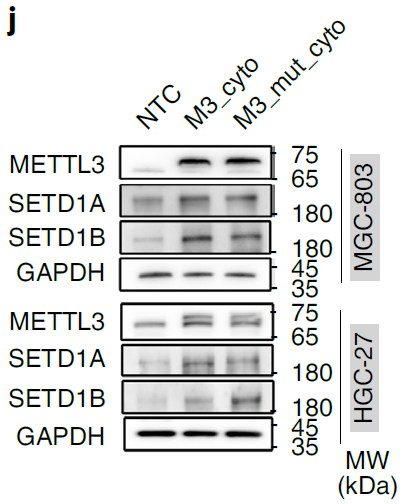 j
NTC M3_cyto M3_mut_cyto
METTL3 75
65
SETD1A 180
SETD1B 180
GAPDH 45
35
MGC-803
METTL3 75
65
SETD1A 180
SETD1B 180
GAPDH 45
35
HGC-27
MW
(kDa)